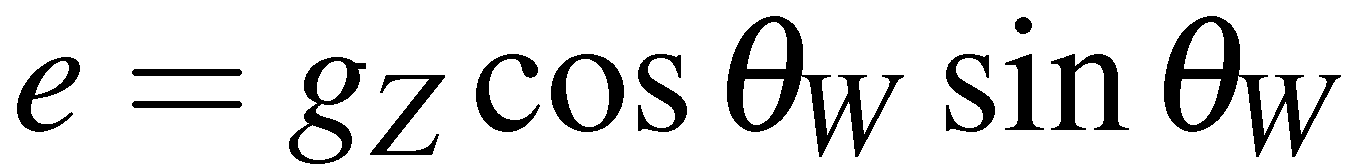 e = g_Z cos θ_W sin θ_W